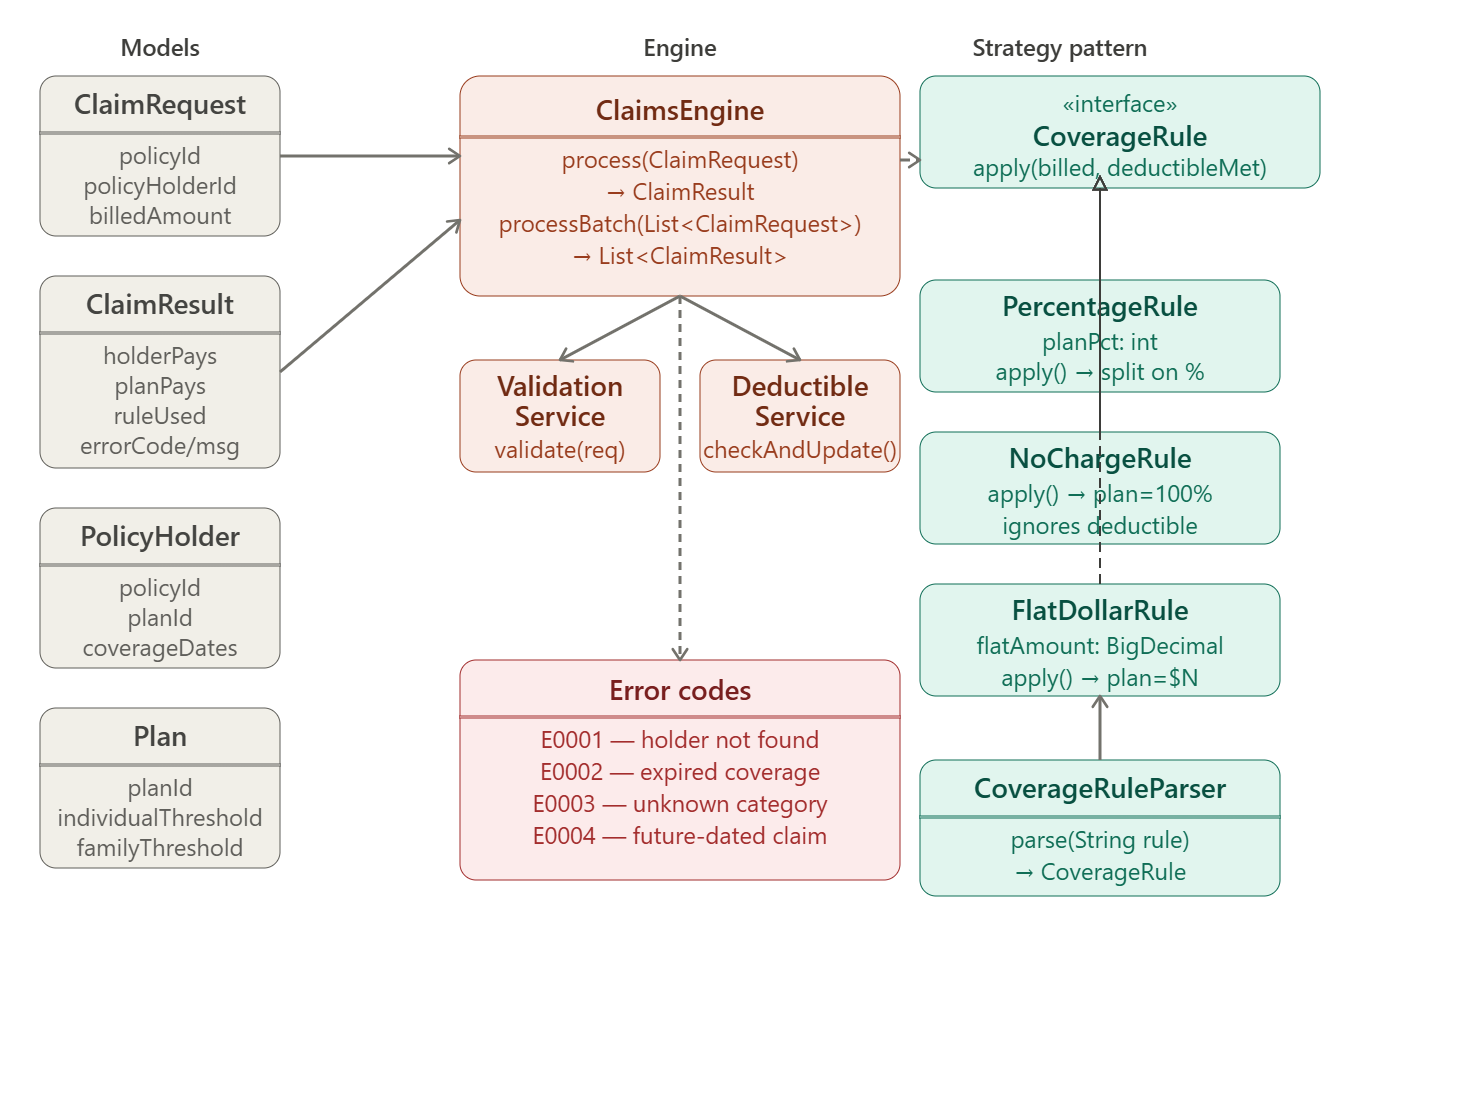 Models
ClaimRequest
policyId
policyHolderId
billedAmount
ClaimResult
holderPays
planPays
ruleUsed
errorCode/msg
PolicyHolder
policyId
planId
coverageDates
Plan
planId
individualThreshold
familyThreshold
Engine
ClaimsEngine
process(ClaimRequest)
→ ClaimResult
processBatch(List<ClaimRequest>)
→ List<ClaimResult>
Validation
Service
validate(req)
Deductible
Service
checkAndUpdate()
Error codes
E0001 — holder not found
E0002 — expired coverage
E0003 — unknown category
E0004 — future-dated claim
Strategy pattern
«interface»
CoverageRule
apply(billed, deductibleMet)
PercentageRule
planPct: int
apply() → split on %
NoChargeRule
apply() → plan=100%
ignores deductible
FlatDollarRule
flatAmount: BigDecimal
apply() → plan=$N
CoverageRuleParser
parse(String rule)
→ CoverageRule